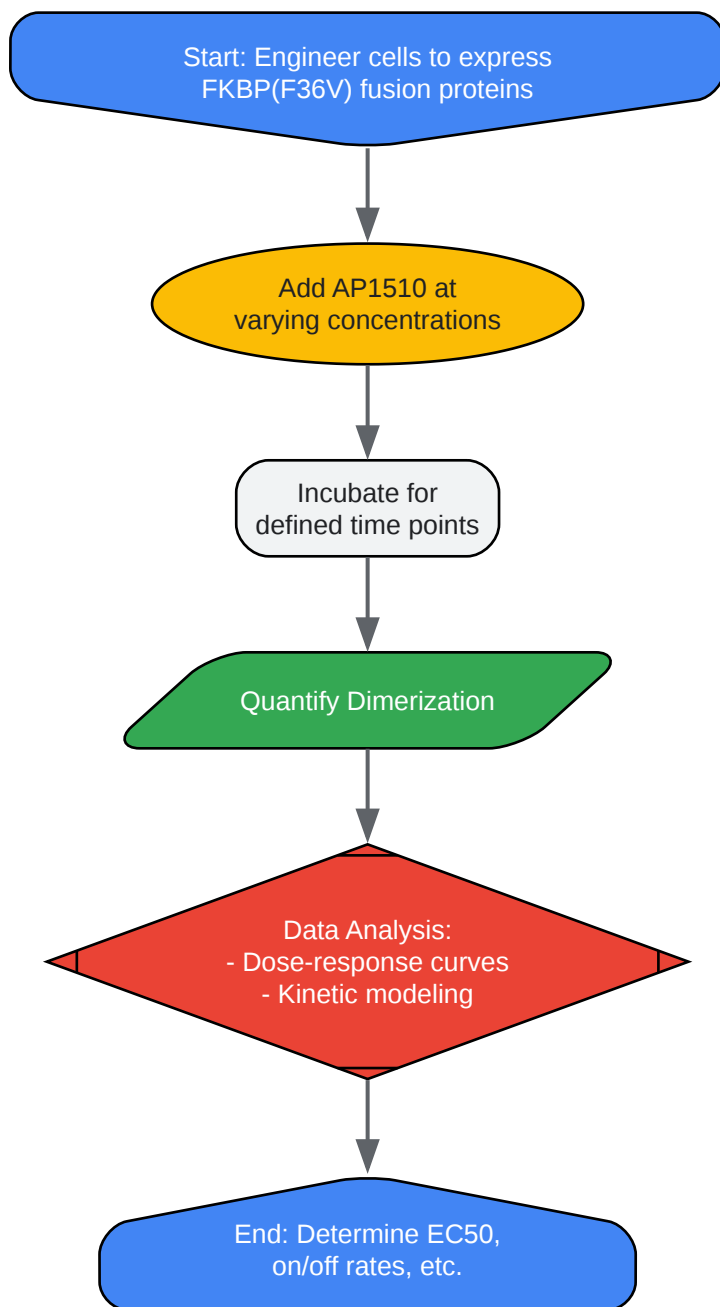 Start: Engineer cells to express
FKBP(F36V) fusion proteins
Add AP1510 at
varying concentrations
Incubate for
defined time points
Quantify Dimerization
Data Analysis:
- Dose-response curves
- Kinetic modeling
End: Determine EC50,
on/off rates, etc.